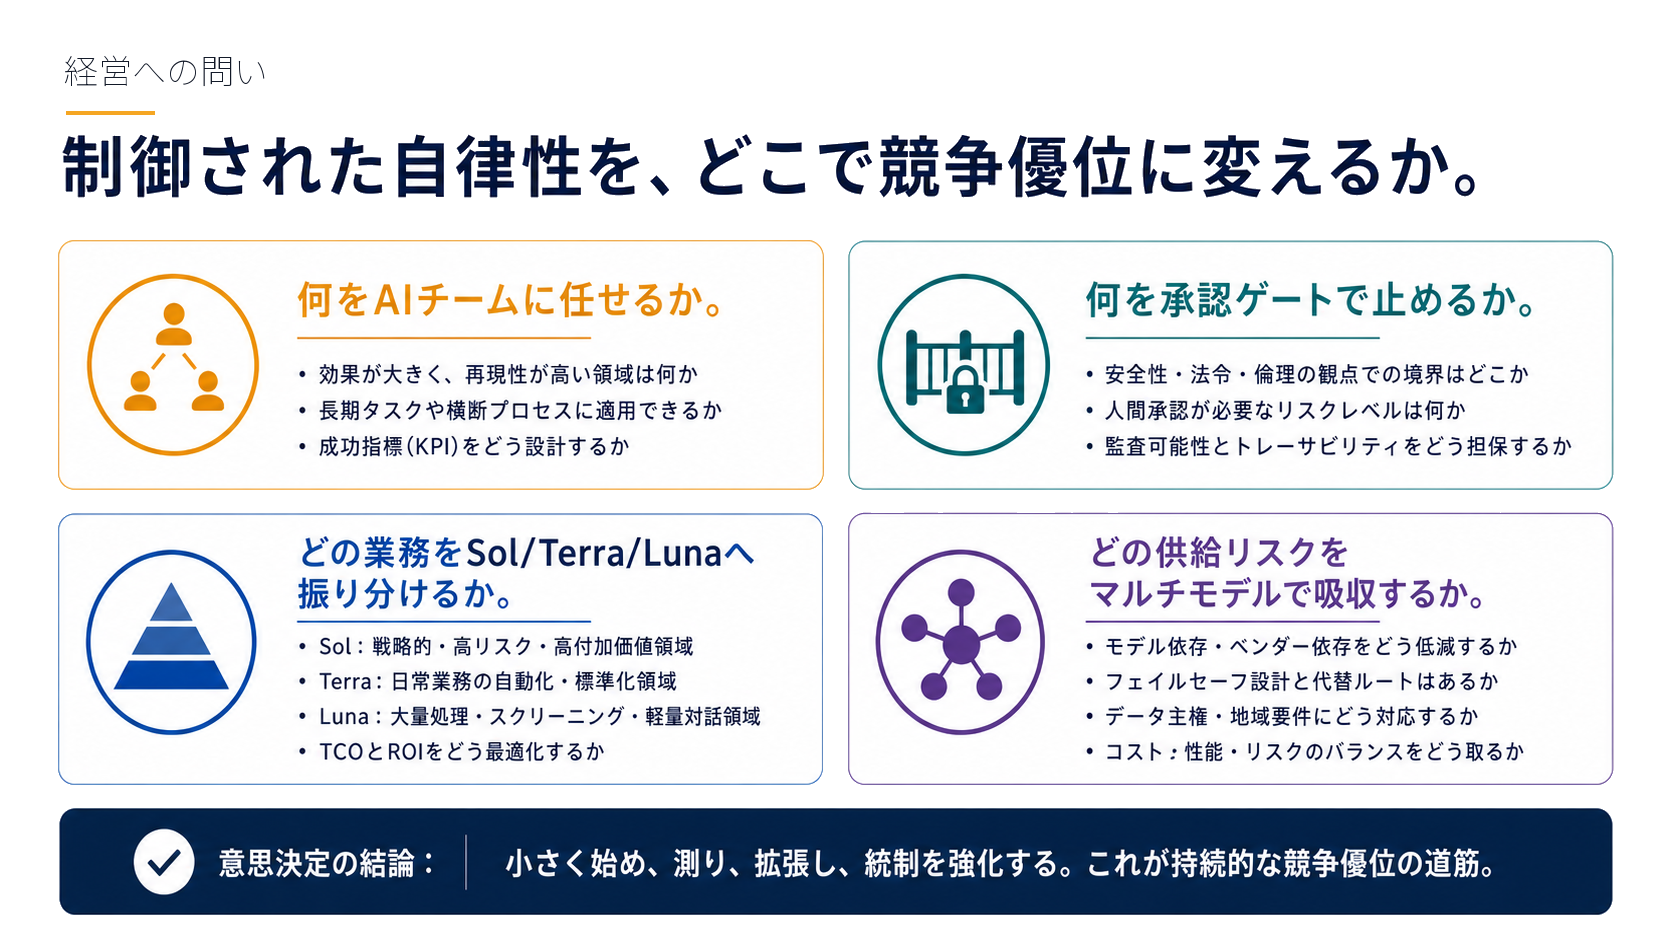 経営への問い
制御された自律性を、どこで競争優位に変えるか。
何をAIチームに任せるか。
• 効果が大きく、再現性が高い領域は何か
• 長期タスクや横断プロセスに適用できるか
• 成功指標(KPI)をどう設計するか
何を承認ゲートで止めるか。
• 安全性・法令・倫理の観点での境界はどこか
• 人間承認が必要なリスクレベルは何か
• 監査可能性とトレーサビリティをどう担保するか
どの業務をSol/Terra/Lunaへ
振り分けるか。
• Sol：戦略的・高リスク・高付加価値領域
• Terra：日常業務の自動化・標準化領域
• Luna：大量処理・スクリーニング・軽量対話領域
• TCOとROIをどう最適化するか
どの供給リスクを
マルチモデルで吸収するか。
• モデル依存・ベンダー依存をどう低減するか
• フェイルセーフ設計と代替ルートはあるか
• データ主権・地域要件にどう対応するか
• コスト：性能・リスクのバランスをどう取るか
意思決定の結論：
小さく始め、測り、拡張し、統制を強化する。これが持続的な競争優位の道筋。